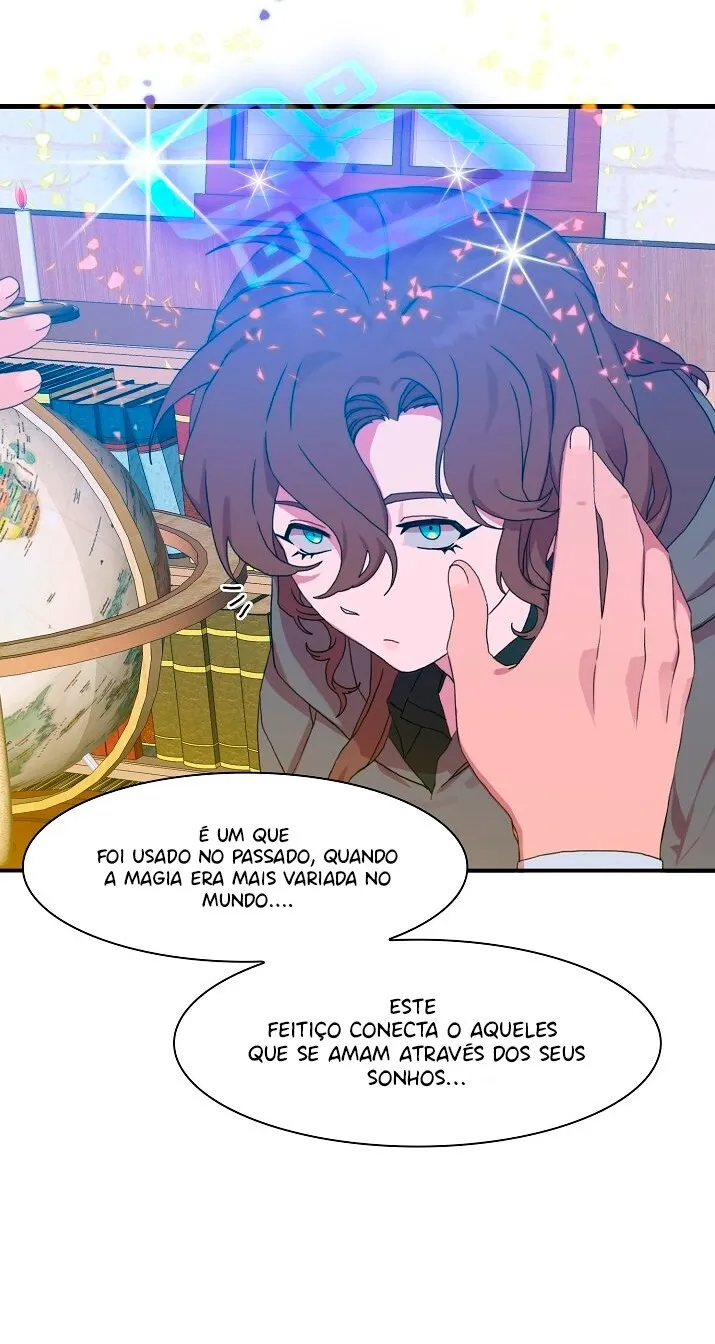 É UM QUE
FOI USADO NO PASSADO, QUANDO
A MAGIA ERA MAIS VARIADA NO
MUNDO....
ESTE
FEITIÇO CONECTA O AQUELES
QUE SE AMAM ATRAVÉS DOS SEUS
SONHOS...